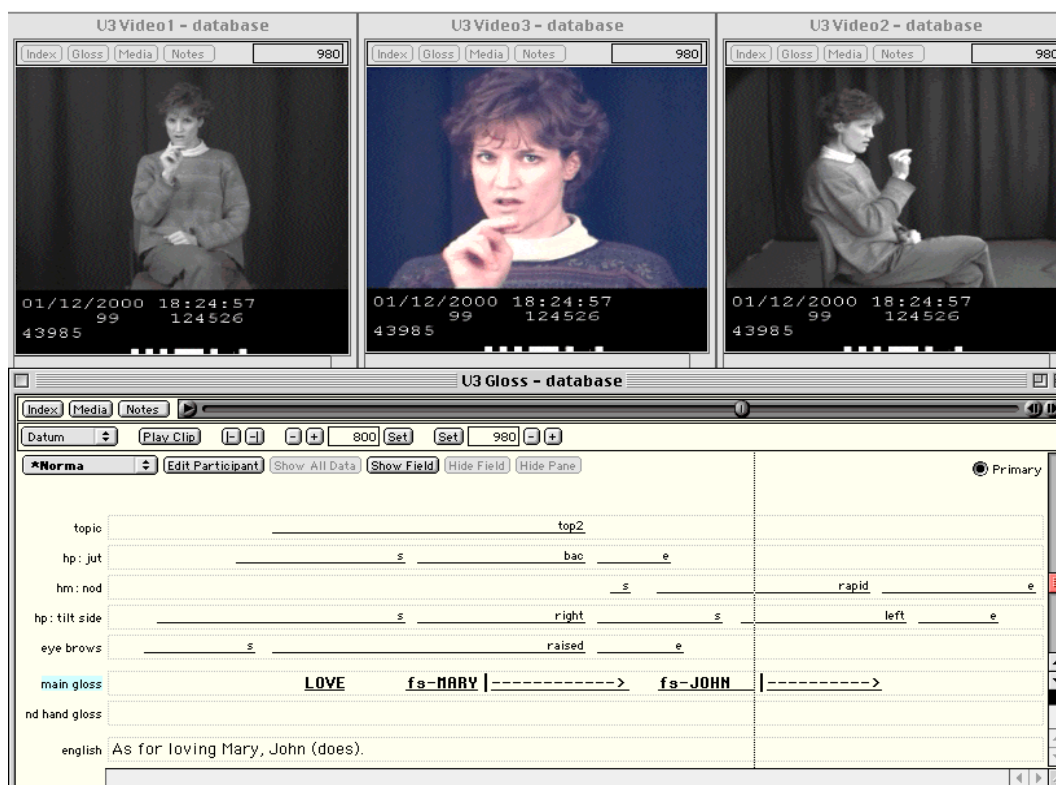 U3 Video1 - database
Index Gloss Media Notes 980
01/12/2000 18:24:57
99 124526
43985
U3 Video3 - database
Index Gloss Media Notes 980
01/12/2000 18:24:57
99 124526
43985
U3 Video2 - database
Index Gloss Media Notes 980
01/12/2000 18:24:57
99 124526
43985
U3 Gloss - database
Index Media Notes
Datum Play Clip - + 800 Set Set 980 - +
*Norma Edit Participant Show All Data Show Field Hide Field Hide Pane Primary
topic top2
hp: jut s bac e
hm: nod s rapid e
hp: tilt side s right s left e
eye brows s raised e
main gloss LOVE fs-MARY|------------> fs-JOHN |---------->
nd hand gloss
english As for loving Mary, John (does).